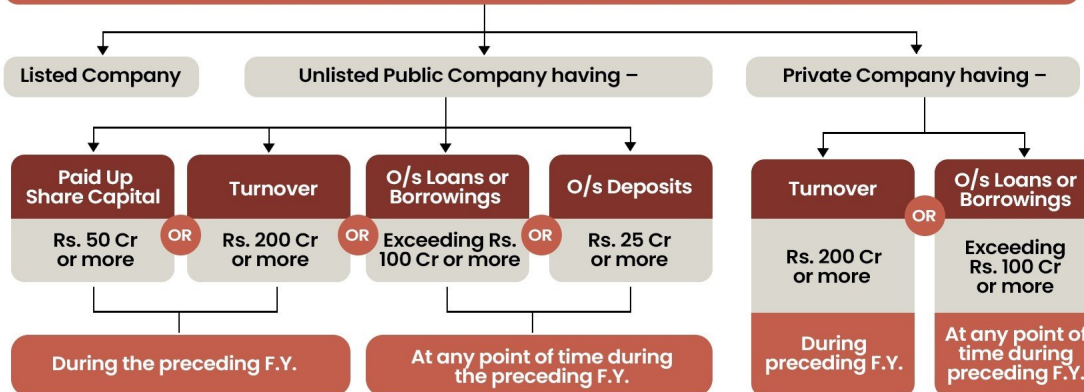 Listed Company
Unlisted Public Company having –
Private Company having –
Paid Up
Share Capital
Rs. 50 Cr
or more
OR
Turnover
Rs. 200 Cr
or more
OR
O/s Loans or
Borrowings
Exceeding Rs.
100 Cr or more
OR
O/s Deposits
Rs. 25 Cr
or more
During the preceding F.Y.
At any point of time during
the preceding F.Y.
Turnover
Rs. 200 Cr
or more
During
preceding F.Y.
OR
O/s Loans or
Borrowings
Exceeding
Rs. 100 Cr
or more
At any point of
time during
preceding F.Y.